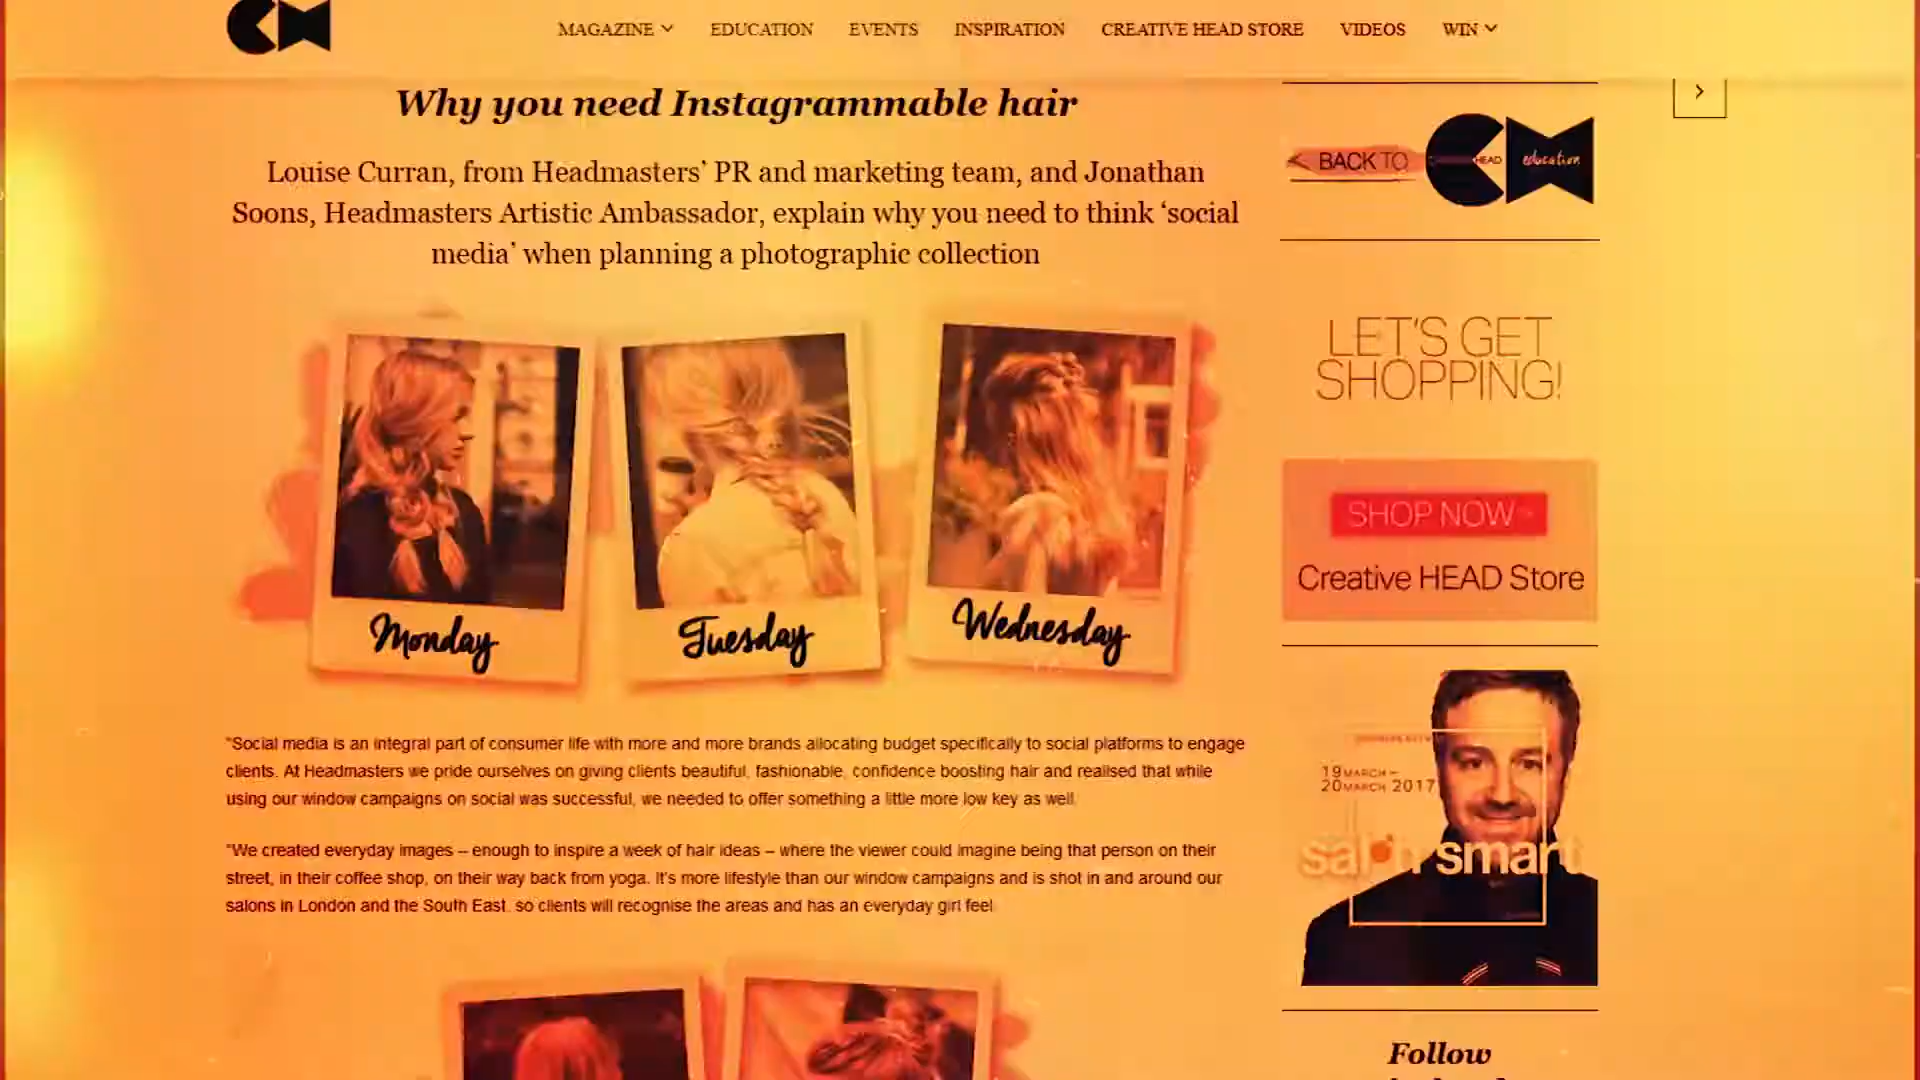 MAGAZINE
EDUCATION
EVENTS
INSPIRATION
CREATIVE HEAD STORE
VIDEOS
WIN
Why you need Instagrammable hair
Louise Curran, from Headmasters’ PR and marketing team, and Jonathan
Soons, Headmasters Artistic Ambassador, explain why you need to think ‘social
media’ when planning a photographic collection
Monday
Tuesday
Wednesday
“Social media is an integral part of consumer life with more and more brands allocating budget specifically to social platforms to engage
clients. At Headmasters we pride ourselves on giving clients beautiful, fashionable, confidence boosting hair and realised that while
using our window campaigns on social was successful, we needed to offer something a little more low key as well.
“We created everyday images – enough to inspire a week of hair ideas – where the viewer could imagine being that person on their
street, in their coffee shop, on their way back from yoga. It’s more lifestyle than our window campaigns and is shot in and around our
salons in London and the South East, so clients will recognise the areas and has an everyday girl feel.
BACK TO
HEAD
education
LET'S GET
SHOPPING!
SHOP NOW
Creative HEAD Store
19 MARCH –
20 MARCH 2017
salon smart
Follow